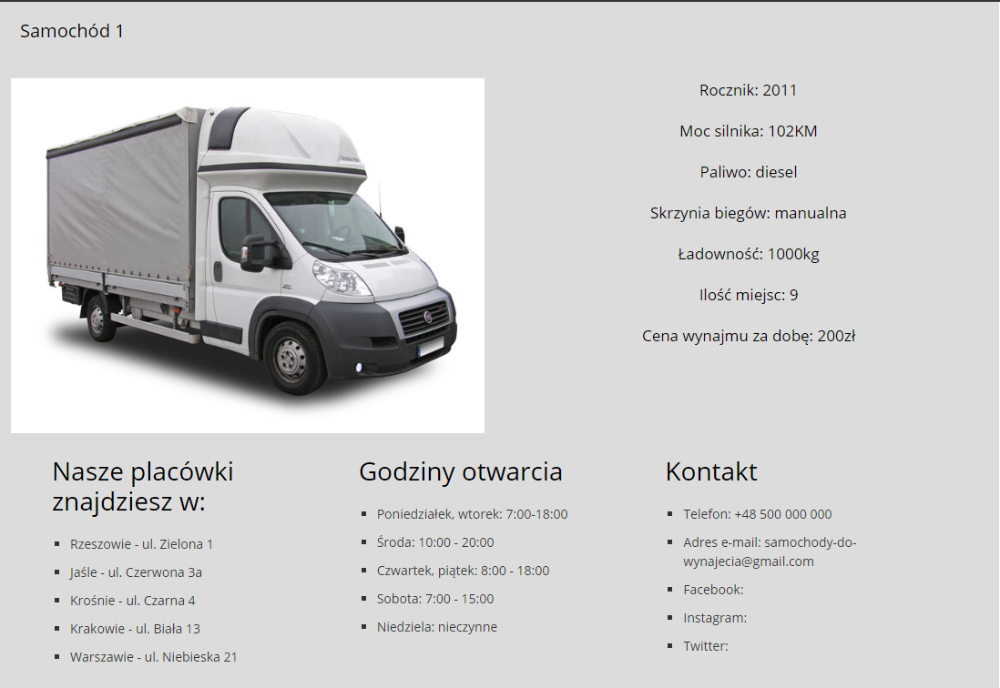 Samochód 1
Rocznik: 2011
Moc silnika: 102KM
Paliwo: diesel
Skrzynia biegów: manualna
Ładowność: 1000kg
Ilość miejsc: 9
Cena wynajmu za dobę: 200zł
Nasze placówki
znajdziesz w:
Rzeszowie - ul. Zielona 1
Jaśle - ul. Czerwona 3a
Krośnie - ul. Czarna 4
Krakowie - ul. Biała 13
Warszawie - ul. Niebieska 21
Godziny otwarcia
Poniedziałek, wtorek: 7:00-18:00
Środa: 10:00 - 20:00
Czwartek, piątek: 8:00 - 18:00
Sobota: 7:00 - 15:00
Niedziela: nieczynne
Kontakt
Telefon: +48 500 000 000
Adres e-mail: samochody-do-
wynajecia@gmail.com
Facebook:
Instagram:
Twitter: